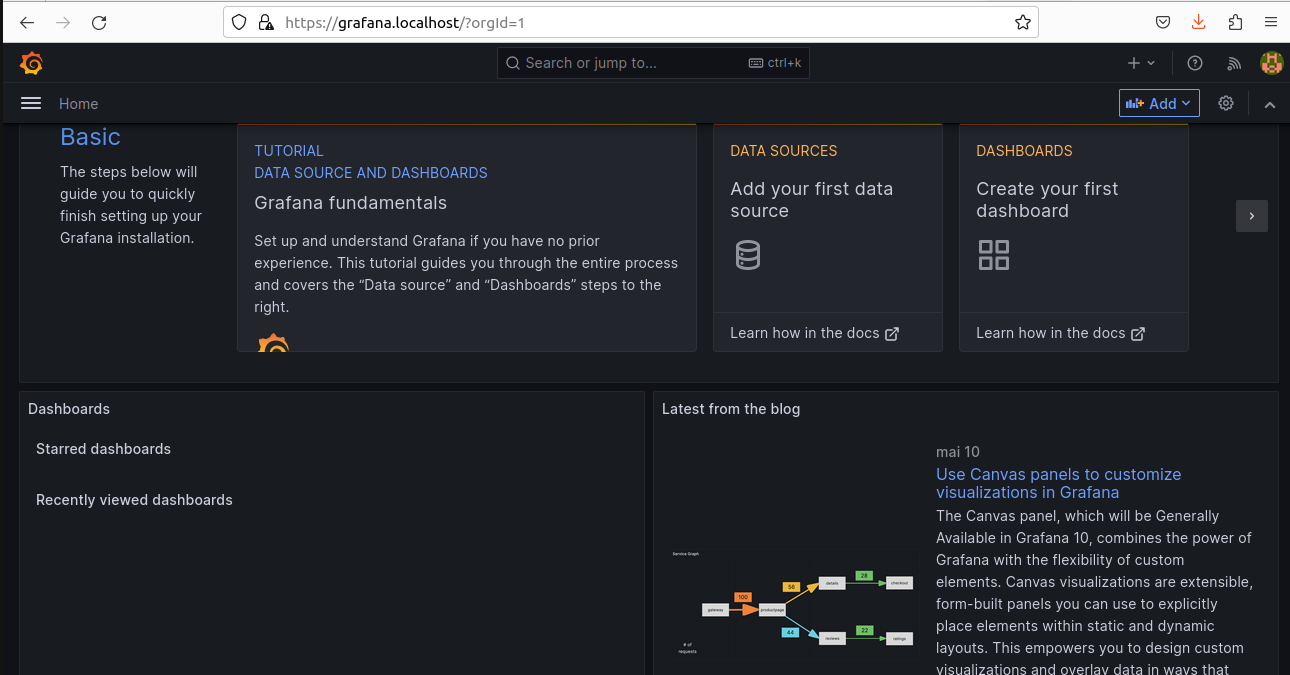 https://grafana.localhost/?orgId=1
Search or jump to...
ctrl+k
Home
Add
Basic
The steps below will
guide you to quickly
finish setting up your
Grafana installation.
TUTORIAL
DATA SOURCE AND DASHBOARDS
Grafana fundamentals
Set up and understand Grafana if you have no prior
experience. This tutorial guides you through the entire process
and covers the “Data source” and “Dashboards” steps to the
right.
DATA SOURCES
Add your first data
source
Learn how in the docs
DASHBOARDS
Create your first
dashboard
Learn how in the docs
Dashboards
Starred dashboards
Recently viewed dashboards
Latest from the blog
mai 10
Use Canvas panels to customize
visualizations in Grafana
The Canvas panel, which will be Generally
Available in Grafana 10, combines the power of
Grafana with the flexibility of custom
elements. Canvas visualizations are extensible,
form-built panels you can use to explicitly
place elements within static and dynamic
layouts. This empowers you to design custom
visualizations and overlay data in ways that
Service Graph
gateway
100
productpage
56
details
28
checkout
44
reviews
22
ratings
# of
requests